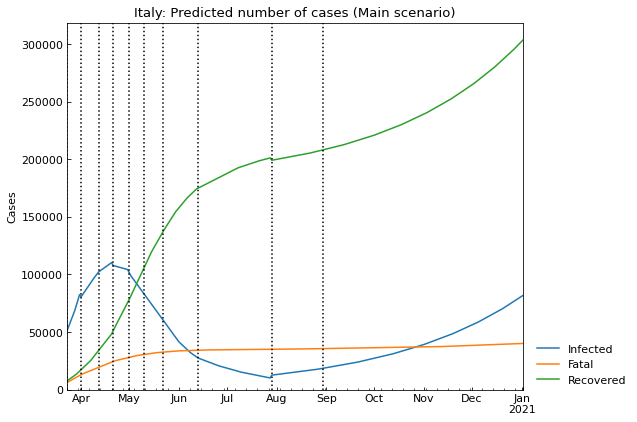 Italy: Predicted number of cases (Main scenario)
300000
250000
200000
150000
100000
50000
0
Cases
Apr May Jun Jul Aug Sep Oct Nov Dec Jan
2021
Infected
Fatal
Recovered